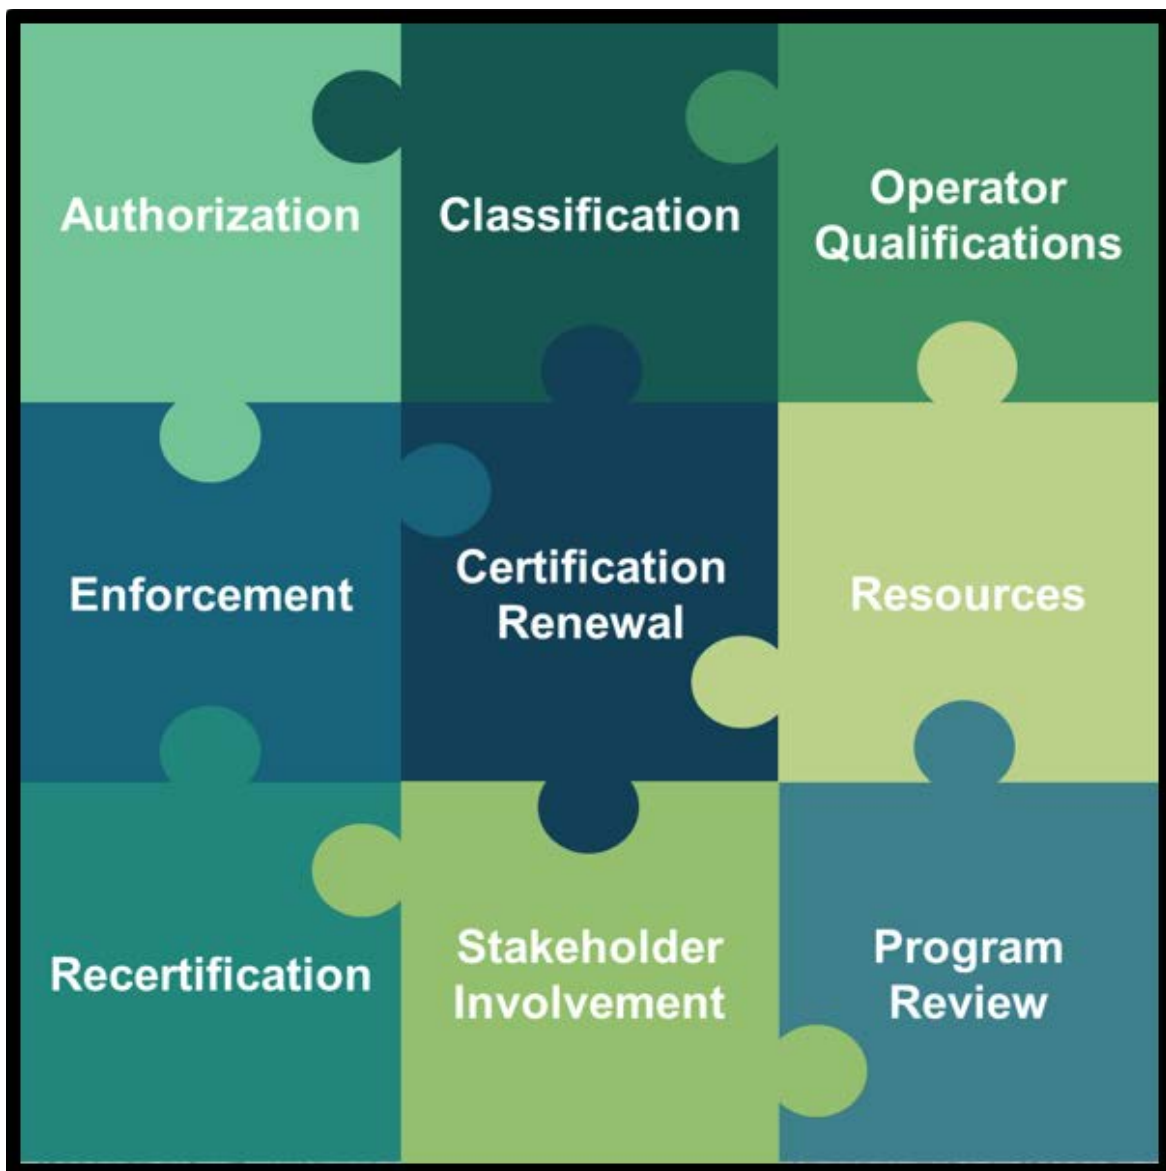 Authorization
Classification
Operator
Qualifications
Enforcement
Certification
Renewal
Resources
Recertification
Stakeholder
Involvement
Program
Review